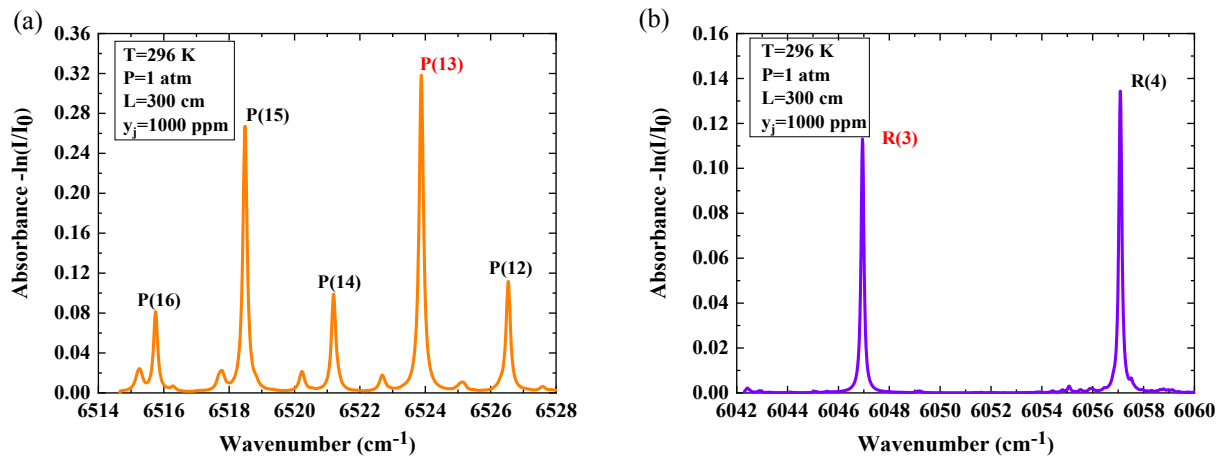 (a)
0.36
0.32
0.28
0.24
0.20
0.16
0.12
0.08
0.04
0.00
Absorbance -ln(I/I0)
T=296 K
P=1 atm
L=300 cm
yj=1000 ppm
P(16)
P(15)
P(14)
P(13)
P(12)
6514 6516 6518 6520 6522 6524 6526 6528
Wavenumber (cm-1)
(b)
0.16
0.14
0.12
0.10
0.08
0.06
0.04
0.02
0.00
Absorbance -ln(I/I0)
T=296 K
P=1 atm
L=300 cm
yj=1000 ppm
R(3)
R(4)
6042 6044 6046 6048 6050 6052 6054 6056 6058 6060
Wavenumber (cm-1)